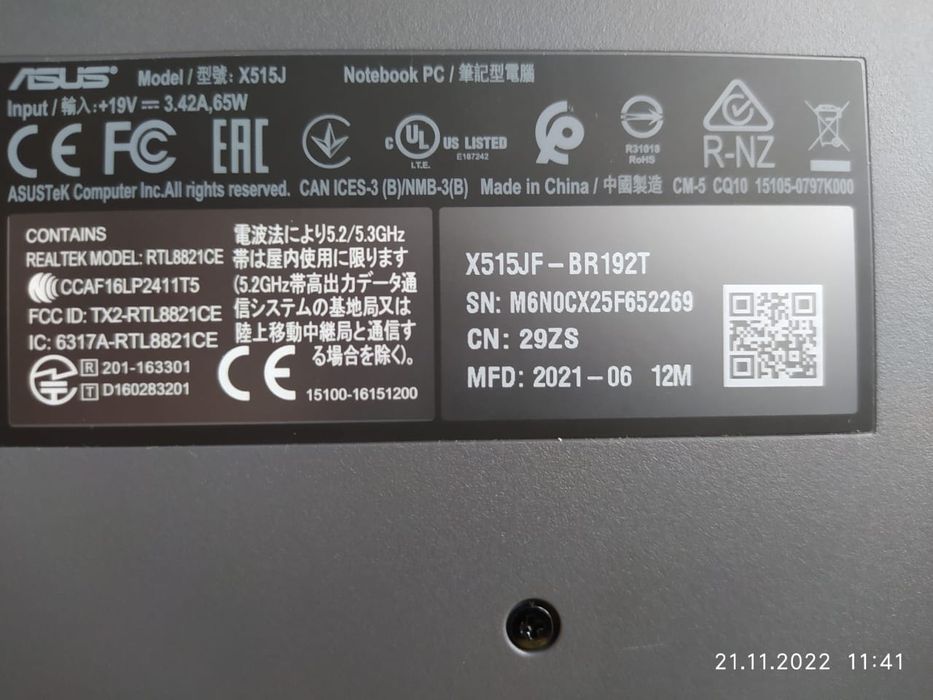 ASUS Model / 型號: X515J Notebook PC / 筆記型電腦
Input / 輸入:+19V ⎓ 3.42A,65W
CE FC EAC C UL US LISTED
I.T.E. E187242
R31018
RoHS
R-NZ
ASUSTeK Computer Inc.All rights reserved. CAN ICES-3 (B)/NMB-3(B) Made in China / 中國製造 CM-5 CQ10 15105-0797K000
CONTAINS
REALTEK MODEL: RTL8821CE
CCAF16LP2411T5
FCC ID: TX2-RTL8821CE
IC: 6317A-RTL8821CE
R 201-163301
T D160283201
電波法により5.2/5.3GHz
帯は屋内使用に限ります
(5.2GHz帯高出力データ通
信システムの基地局又は
陸上移動中継局と通信す
る場合を除く)。
CE 15100-16151200
X515JF-BR192T
SN: M6N0CX25F652269
CN: 29ZS
MFD: 2021-06 12M
21.11.2022 11:41